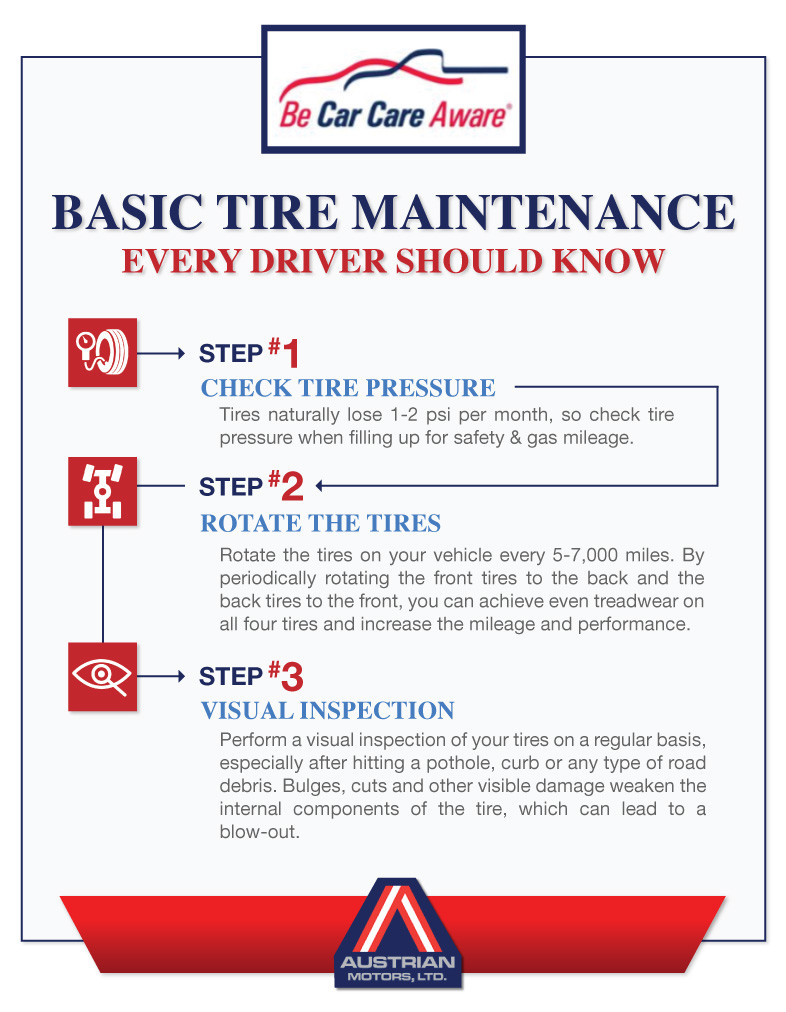 Be Car Care Aware®
BASIC TIRE MAINTENANCE
EVERY DRIVER SHOULD KNOW
STEP #1
CHECK TIRE PRESSURE
Tires naturally lose 1-2 psi per month, so check tire
pressure when filling up for safety & gas mileage.
STEP #2
ROTATE THE TIRES
Rotate the tires on your vehicle every 5-7,000 miles. By
periodically rotating the front tires to the back and the
back tires to the front, you can achieve even treadwear on
all four tires and increase the mileage and performance.
STEP #3
VISUAL INSPECTION
Perform a visual inspection of your tires on a regular basis,
especially after hitting a pothole, curb or any type of road
debris. Bulges, cuts and other visible damage weaken the
internal components of the tire, which can lead to a
blow-out.
AUSTRIAN
MOTORS, LTD.